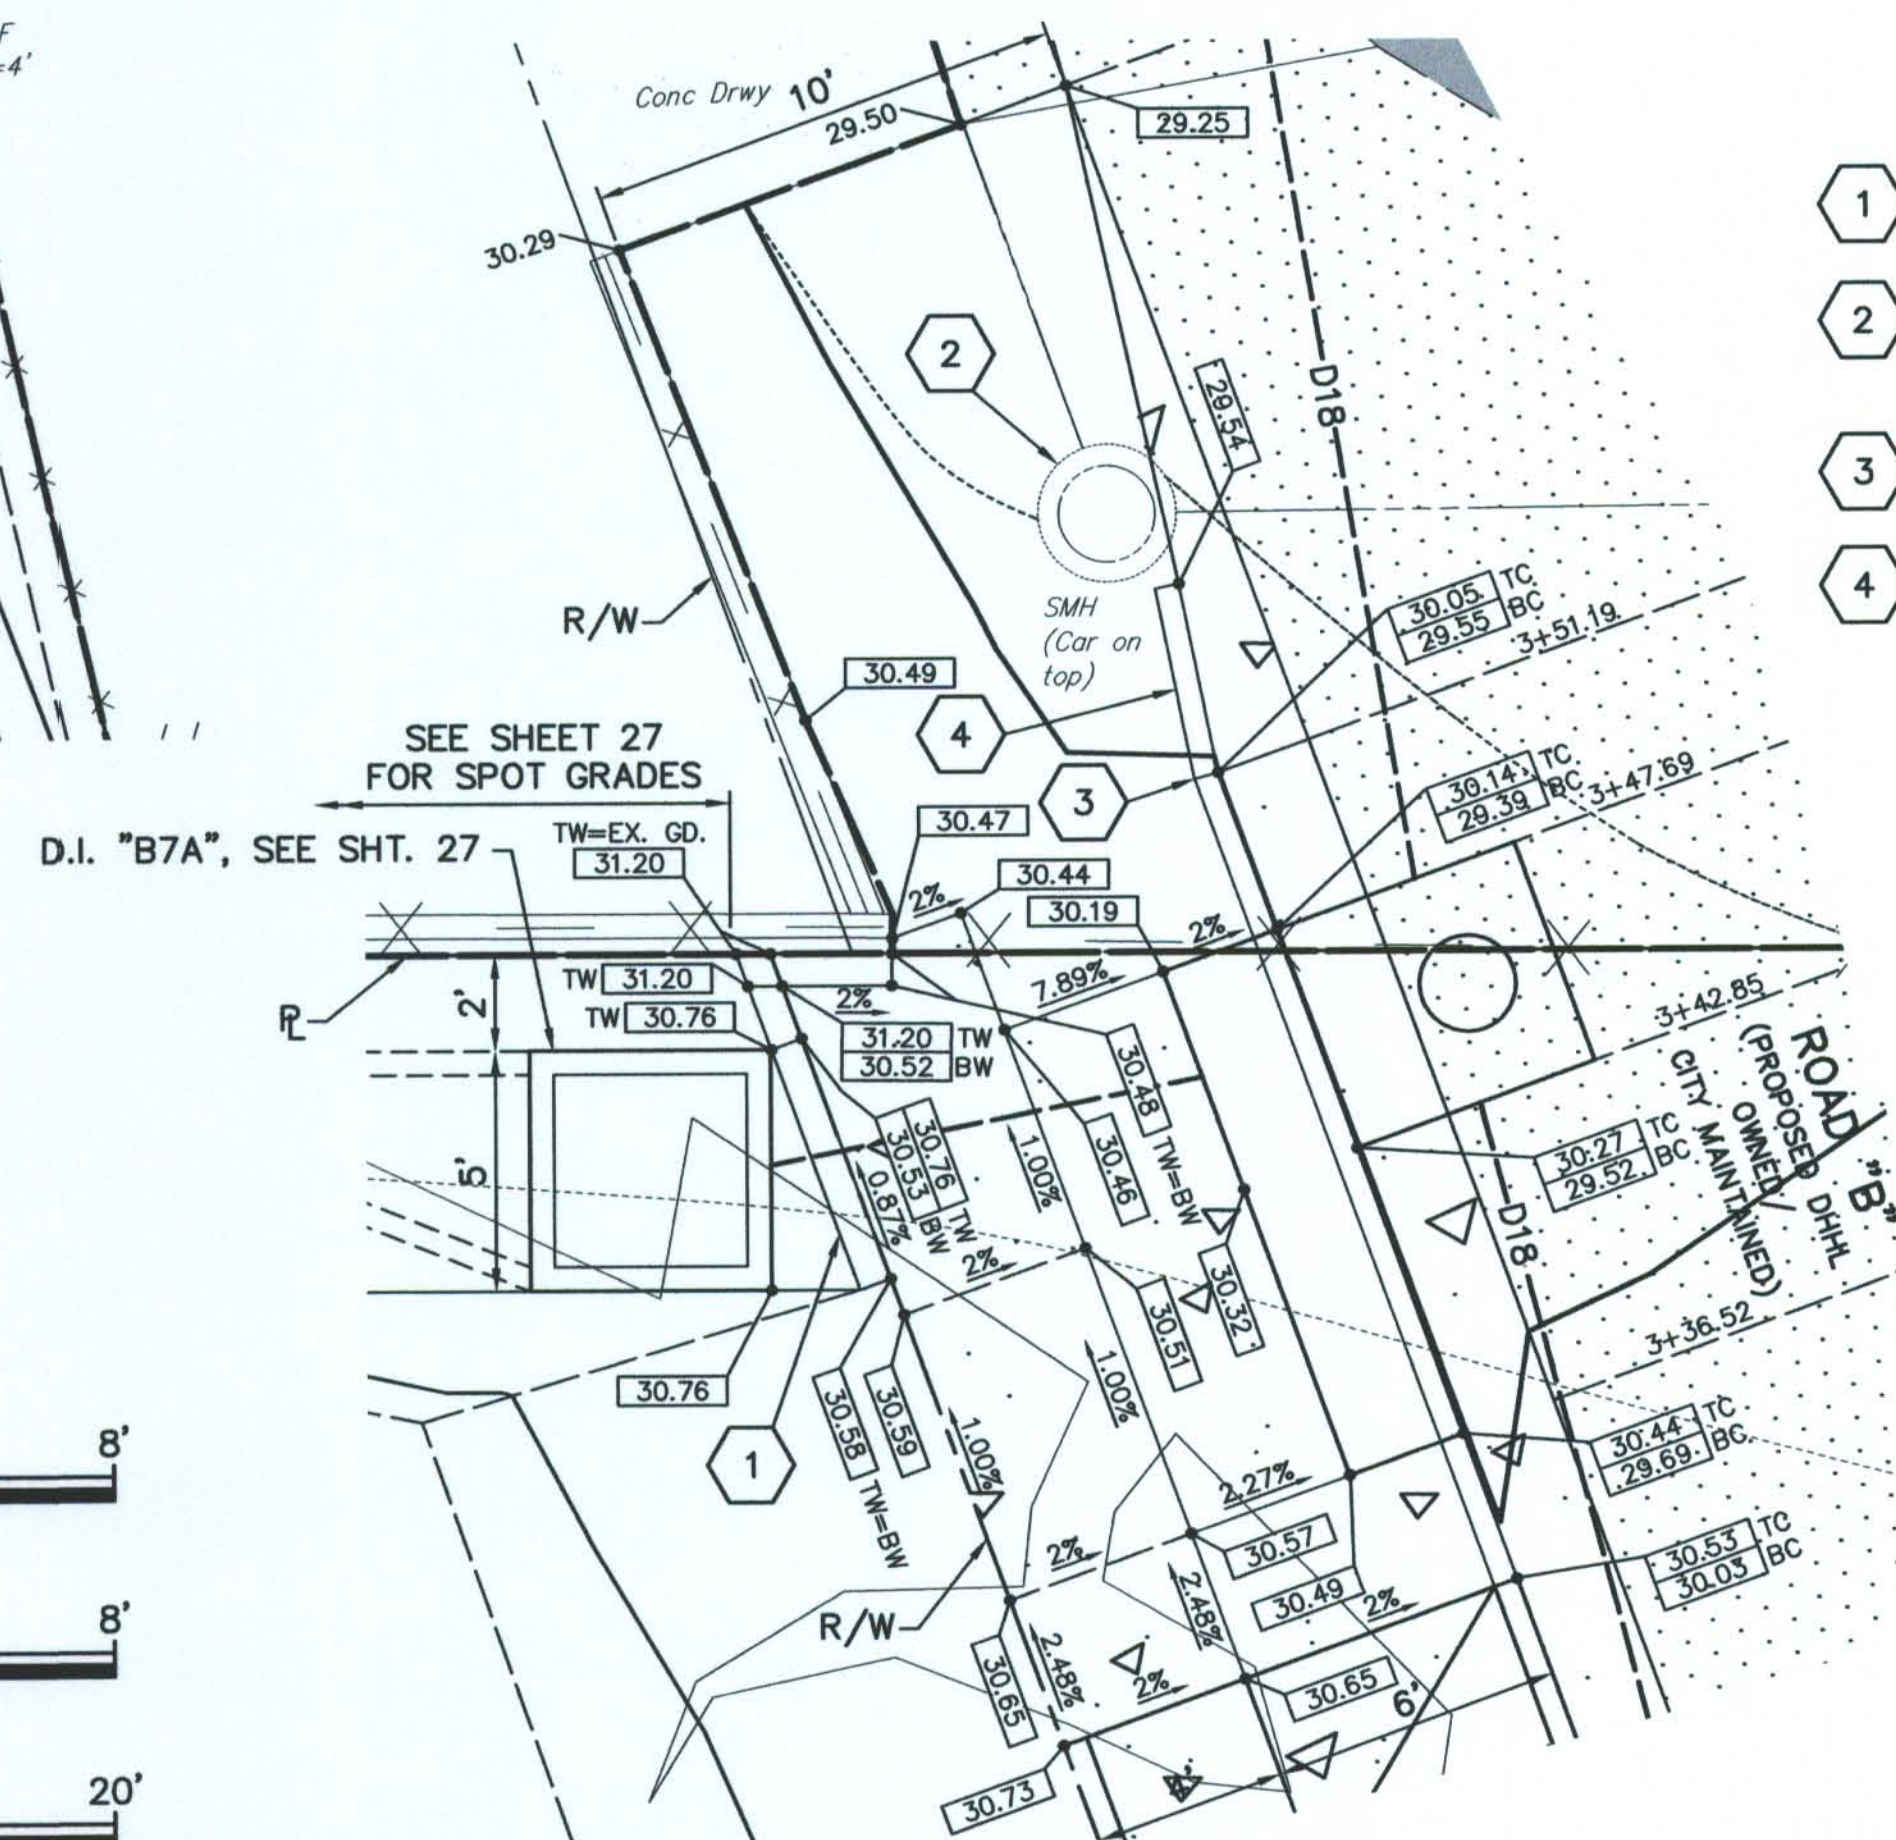 F
=4'
Conc Drwy 10'
29.50
29.25
30.29
1
2
2
D18
29.54
3
4
30.05 TC
29.55 BC
3+51.19
SMH
(Car on
top)
R/W
30.49
4
SEE SHEET 27
FOR SPOT GRADES
3
30.14 TC
29.39 BC
3+47.69
30.47
D.I. "B7A", SEE SHT. 27
TW=EX. GD.
31.20
2%
30.44
30.19
2%
7.89%
TW 31.20
2%
TW 30.76
31.20 TW
30.52 BW
PL
2'
5'
3+42.85
ROAD "B"
(PROPOSED DHHL
OWNED/
CITY MAINTAINED)
30.48 TW=BW
30.76 TW
30.53 BW
0.87%
1.00%
30.46
30.27 TC
29.52 BC
D18
2%
30.32
30.51
3+36.52
30.76
1
30.58 TW=BW
30.59
1.00%
1.00%
30.44 TC
29.69 BC
2.27%
8'
30.57
2%
30.49
2%
2.48%
30.53 TC
30.03 BC
R/W
8'
30.65
2.48%
2%
30.65
6'
30.73
4'
20'